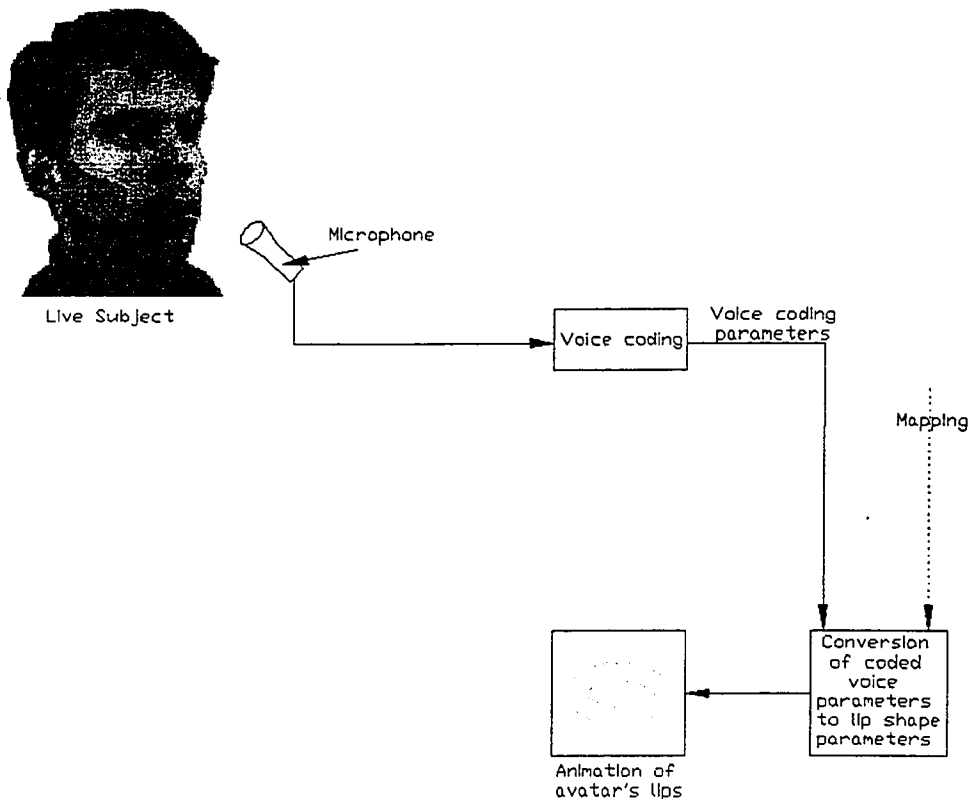 Microphone
Live Subject
Voice coding
Voice coding
parameters
Mapping
Conversion
of coded
voice
parameters
to lip shape
parameters
Animation of
avatar's lips